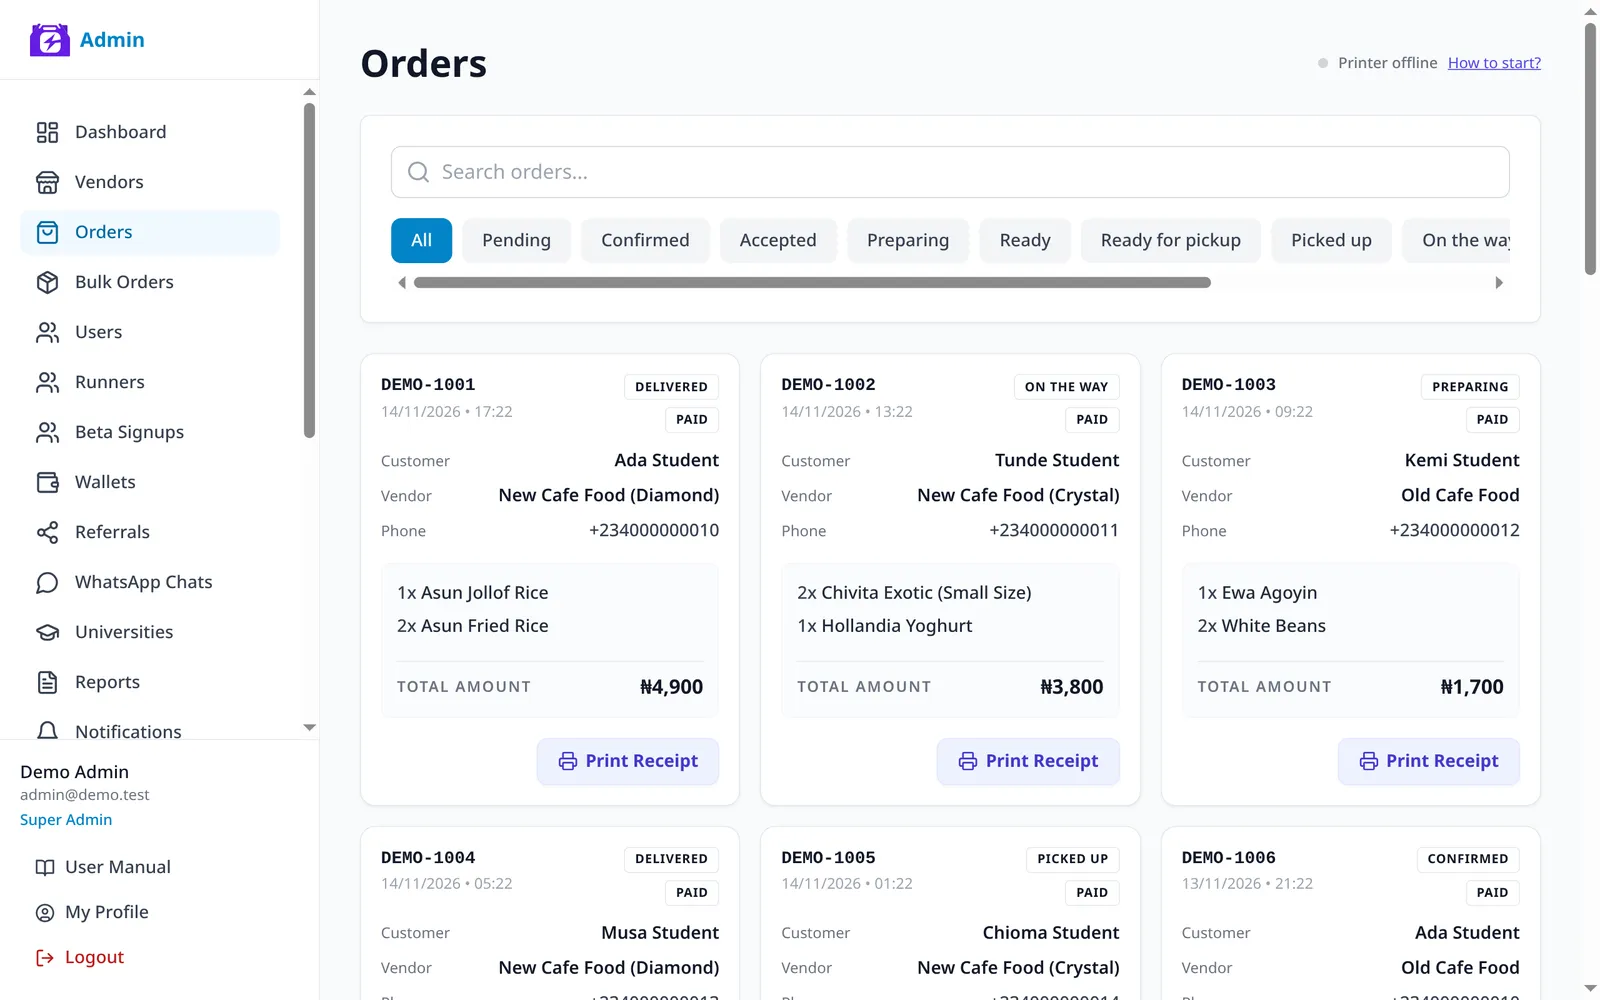 Admin
Dashboard
Vendors
Orders
Bulk Orders
Users
Runners
Beta Signups
Wallets
Referrals
WhatsApp Chats
Universities
Reports
Notifications
Demo Admin
admin@demo.test
Super Admin
User Manual
My Profile
Logout
Orders
Printer offline How to start?
Search orders...
All Pending Confirmed Accepted Preparing Ready Ready for pickup Picked up On the way
DEMO-1001 DELIVERED
14/11/2026 • 17:22 PAID
Customer Ada Student
Vendor New Cafe Food (Diamond)
Phone +234000000010
1x Asun Jollof Rice
2x Asun Fried Rice
TOTAL AMOUNT ₦4,900
Print Receipt
DEMO-1002 ON THE WAY
14/11/2026 • 13:22 PAID
Customer Tunde Student
Vendor New Cafe Food (Crystal)
Phone +234000000011
2x Chivita Exotic (Small Size)
1x Hollandia Yoghurt
TOTAL AMOUNT ₦3,800
Print Receipt
DEMO-1003 PREPARING
14/11/2026 • 09:22 PAID
Customer Kemi Student
Vendor Old Cafe Food
Phone +234000000012
1x Ewa Agoyin
2x White Beans
TOTAL AMOUNT ₦1,700
Print Receipt
DEMO-1004 DELIVERED
14/11/2026 • 05:22 PAID
Customer Musa Student
Vendor New Cafe Food (Diamond)
DEMO-1005 PICKED UP
14/11/2026 • 01:22 PAID
Customer Chioma Student
Vendor New Cafe Food (Crystal)
DEMO-1006 CONFIRMED
13/11/2026 • 21:22 PAID
Customer Ada Student
Vendor Old Cafe Food